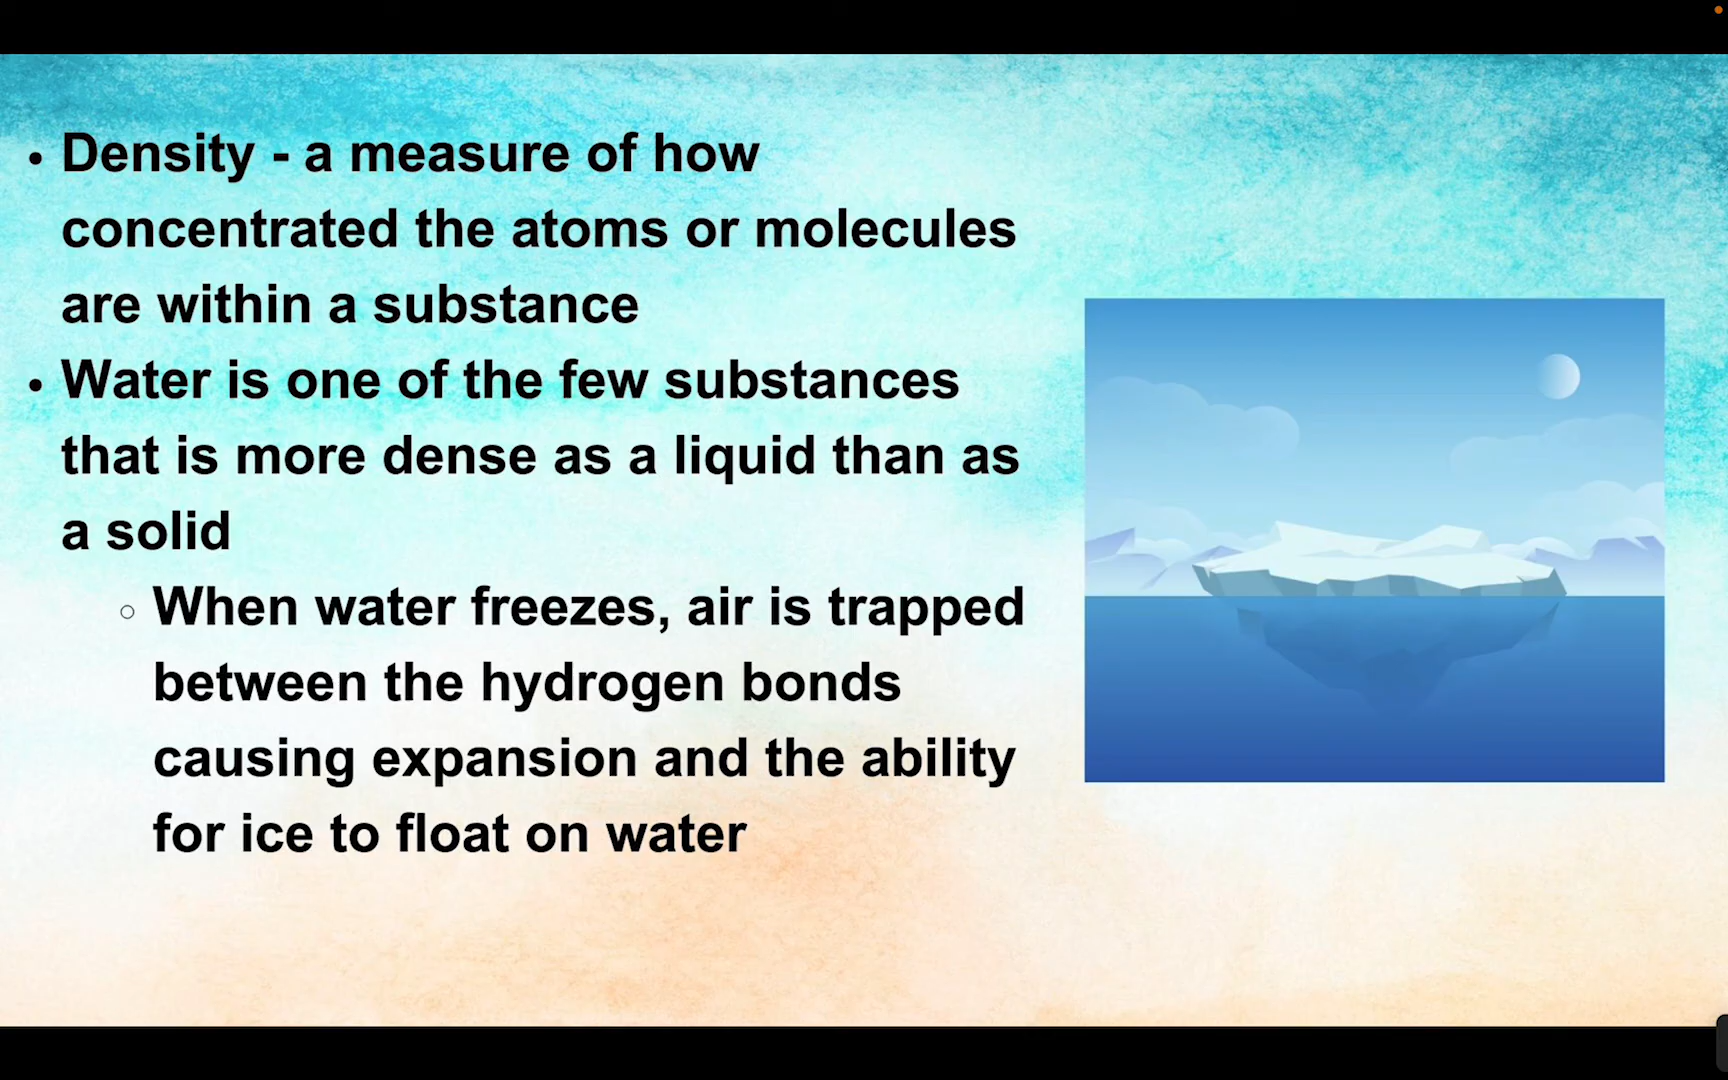 • Density - a measure of how
concentrated the atoms or molecules
are within a substance
• Water is one of the few substances
that is more dense as a liquid than as
a solid
◦ When water freezes, air is trapped
between the hydrogen bonds
causing expansion and the ability
for ice to float on water